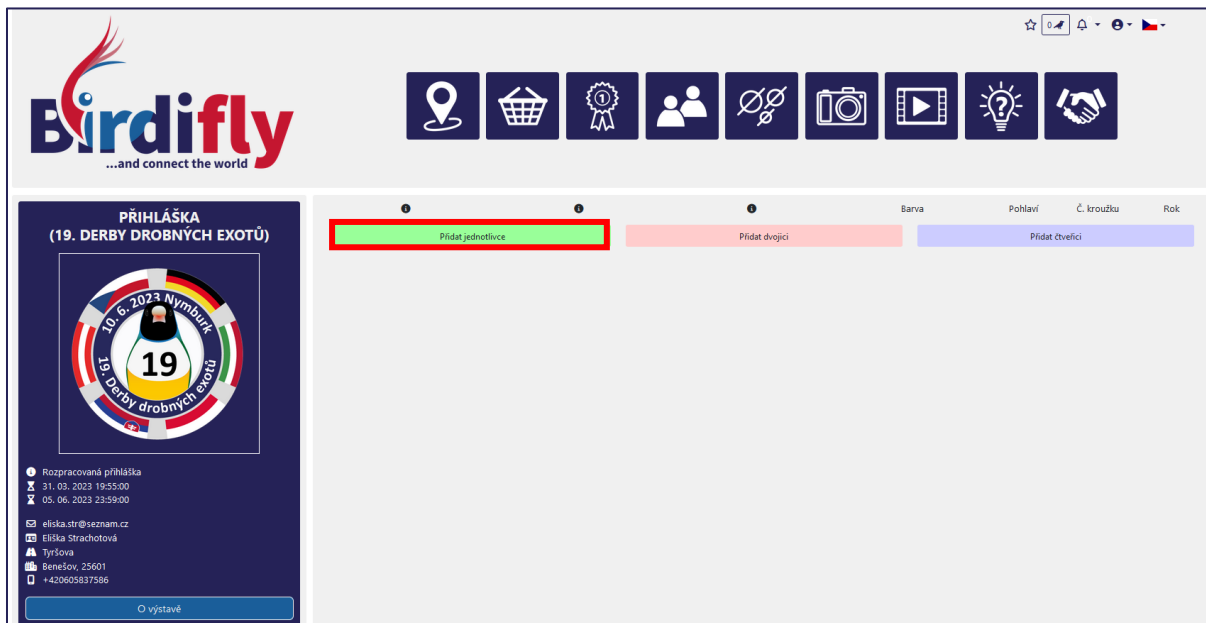 0
Birdifly
...and connect the world
1
?
PŘIHLÁŠKA
(19. DERBY DROBNÝCH EXOTŮ)
10. 6. 2023 Nymburk
19
19. Derby drobných exotů
Rozpracovaná přihláška
31. 03. 2023 19:55:00
05. 06. 2023 23:59:00
eliska.str@seznam.cz
Eliška Strachotová
Tyršova
Benešov, 25601
+420605837586
O výstavě
Barva Pohlaví Č. kroužku Rok
Přidat jednotlivce Přidat dvojici Přidat čtveřici